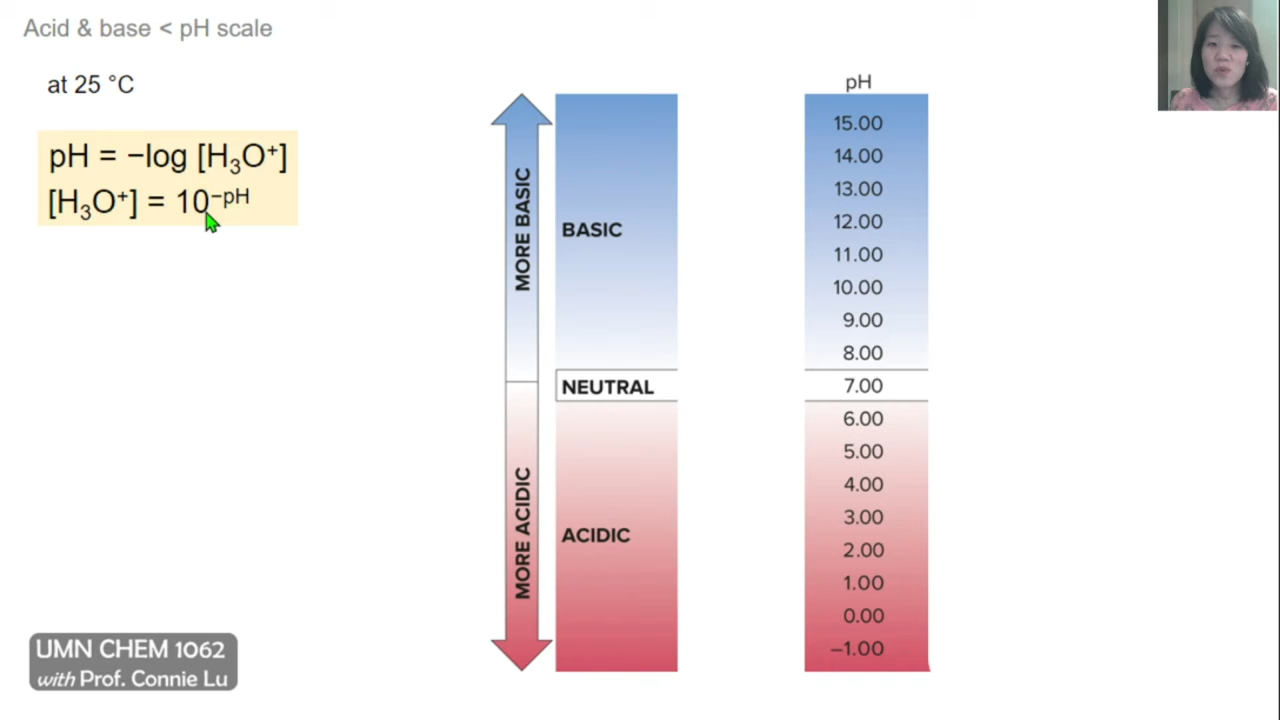 Acid & base < pH scale
at 25 °C
pH = −log [H₃O⁺]
[H₃O⁺] = 10⁻ᵖᴴ
MORE BASIC
MORE ACIDIC
BASIC
NEUTRAL
ACIDIC
pH
15.00
14.00
13.00
12.00
11.00
10.00
9.00
8.00
7.00
6.00
5.00
4.00
3.00
2.00
1.00
0.00
−1.00
UMN CHEM 1062
with Prof. Connie Lu